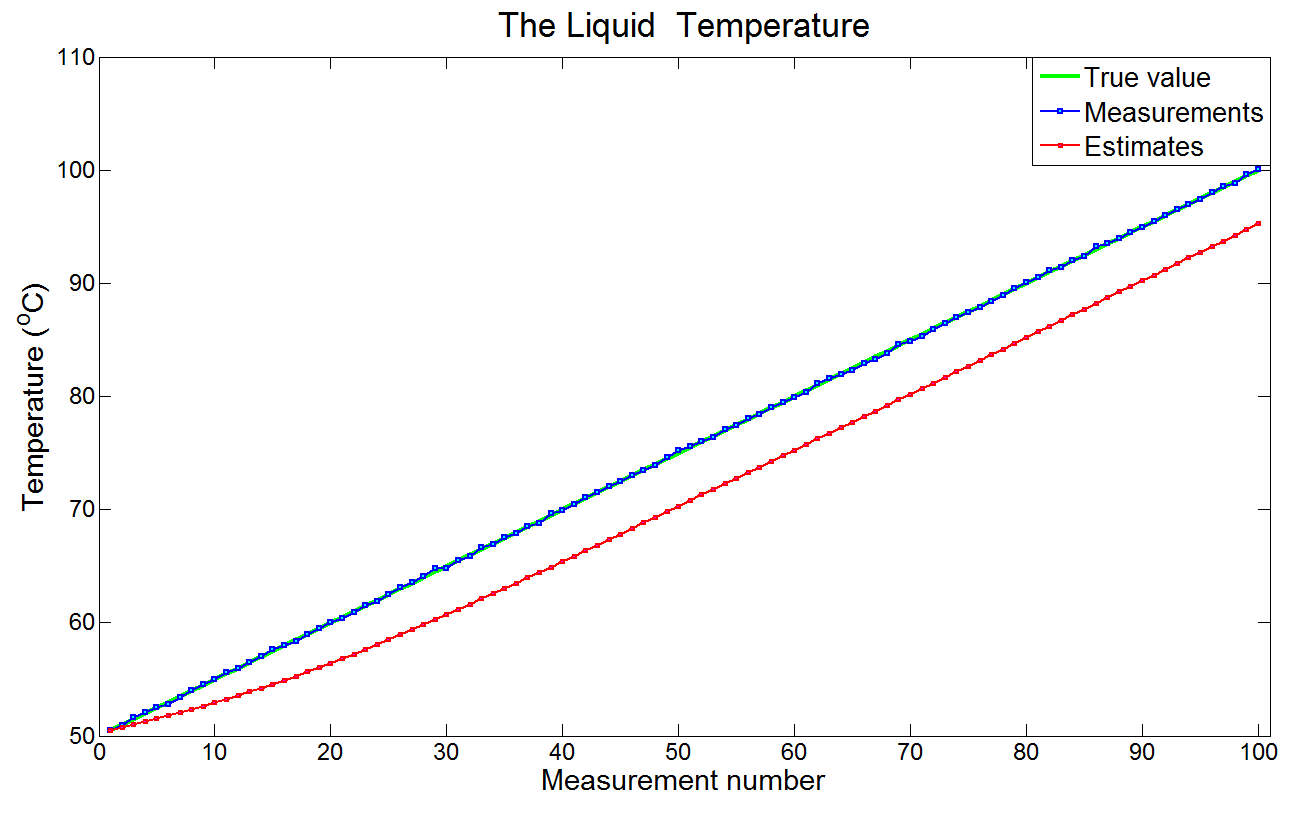 The Liquid  Temperature
110
100
90
80
70
60
50
Temperature (⁰C)
True value
Measurements
Estimates
0 10 20 30 40 50 60 70 80 90 100
Measurement number